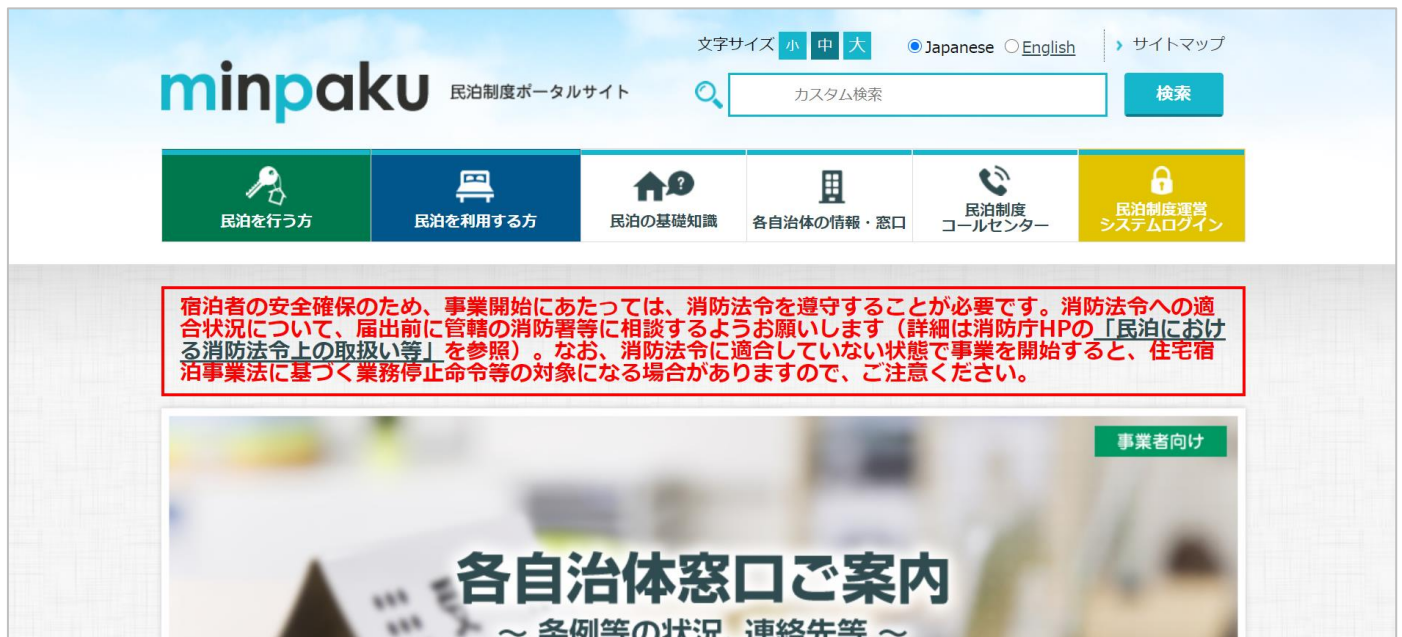 文字サイズ 小 中 大 Japanese English サイトマップ
minpaku 民泊制度ポータルサイト カスタム検索 検索
民泊を行う方 民泊を利用する方 民泊の基礎知識 各自治体の情報・窓口 民泊制度
コールセンター 民泊制度運営
システムログイン
宿泊者の安全確保のため、事業開始にあたっては、消防法令を遵守することが必要です。消防法令への適
合状況について、届出前に管轄の消防署等に相談するようお願いします（詳細は消防庁HPの「民泊におけ
る消防法令上の取扱い等」を参照）。なお、消防法令に適合していない状態で事業を開始すると、住宅宿
泊事業法に基づく業務停止命令等の対象になる場合がありますので、ご注意ください。
事業者向け
各自治体窓口ご案内
～ 条例等の状況、連絡先等 ～